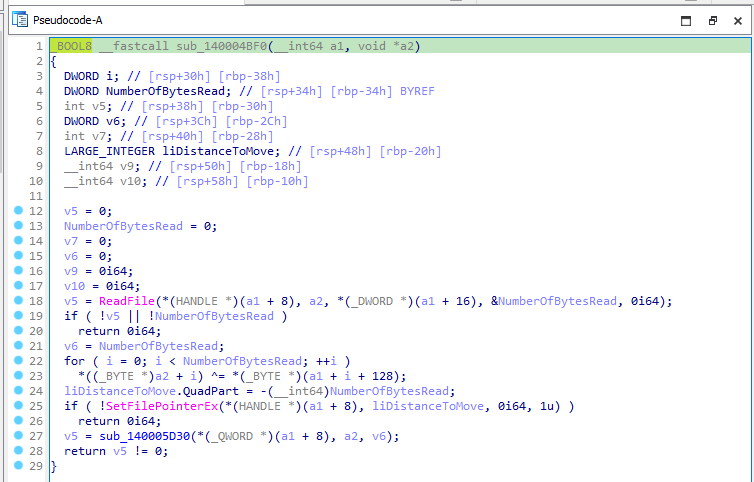 Pseudocode-A
1 _BOOL8 __fastcall sub_140004BF0(__int64 a1, void *a2)
2 {
3 DWORD i; // [rsp+30h] [rbp-38h]
4 DWORD NumberOfBytesRead; // [rsp+34h] [rbp-34h] BYREF
5 int v5; // [rsp+38h] [rbp-30h]
6 DWORD v6; // [rsp+3Ch] [rbp-2Ch]
7 int v7; // [rsp+40h] [rbp-28h]
8 LARGE_INTEGER liDistanceToMove; // [rsp+48h] [rbp-20h]
9 __int64 v9; // [rsp+50h] [rbp-18h]
10 __int64 v10; // [rsp+58h] [rbp-10h]
11
12 v5 = 0;
13 NumberOfBytesRead = 0;
14 v7 = 0;
15 v6 = 0;
16 v9 = 0i64;
17 v10 = 0i64;
18 v5 = ReadFile(*(HANDLE *)(a1 + 8), a2, *(_DWORD *)(a1 + 16), &NumberOfBytesRead, 0i64);
19 if ( !v5 || !NumberOfBytesRead )
20 return 0i64;
21 v6 = NumberOfBytesRead;
22 for ( i = 0; i < NumberOfBytesRead; ++i )
23 *((_BYTE *)a2 + i) ^= *(_BYTE *)(a1 + i + 128);
24 liDistanceToMove.QuadPart = -(__int64)NumberOfBytesRead;
25 if ( !SetFilePointerEx(*(HANDLE *)(a1 + 8), liDistanceToMove, 0i64, 1u) )
26 return 0i64;
27 v5 = sub_140005D30(*(_QWORD *)(a1 + 8), a2, v6);
28 return v5 != 0;
29 }